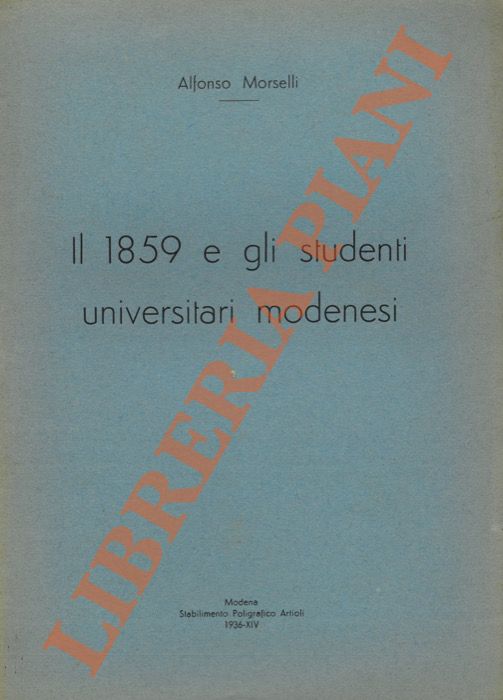 Alfonso Morselli
Il 1859 e gli studenti
universitari modenesi
LIBRERIA PIANI
Modena
Stabilimento Poligrafico Artioli
1936-XIV